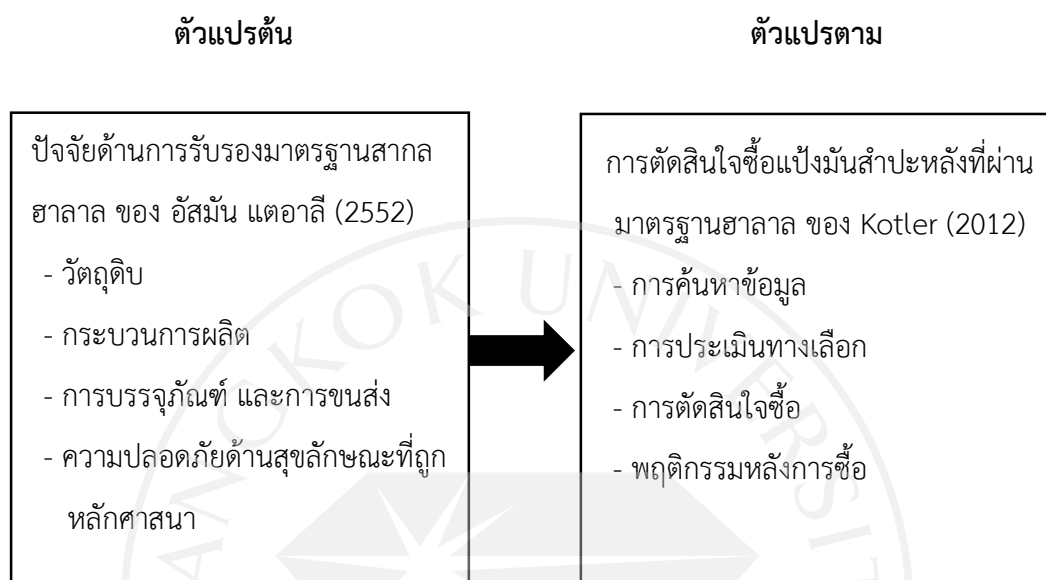 ตัวแปรต้น
ตัวแปรตาม
ปัจจัยด้านการรับรองมาตรฐานสากล
ฮาลาล ของ อัสมัน แตอาลี (2552)
- วัตถุดิบ
- กระบวนการผลิต
- การบรรจุภัณฑ์ และการขนส่ง
- ความปลอดภัยด้านสุขลักษณะที่ถูก
หลักศาสนา
การตัดสินใจซื้อแป้งมันสำปะหลังที่ผ่าน
มาตรฐานฮาลาล ของ Kotler (2012)
- การค้นหาข้อมูล
- การประเมินทางเลือก
- การตัดสินใจซื้อ
- พฤติกรรมหลังการซื้อ
ANGKOK UNIVERSIT